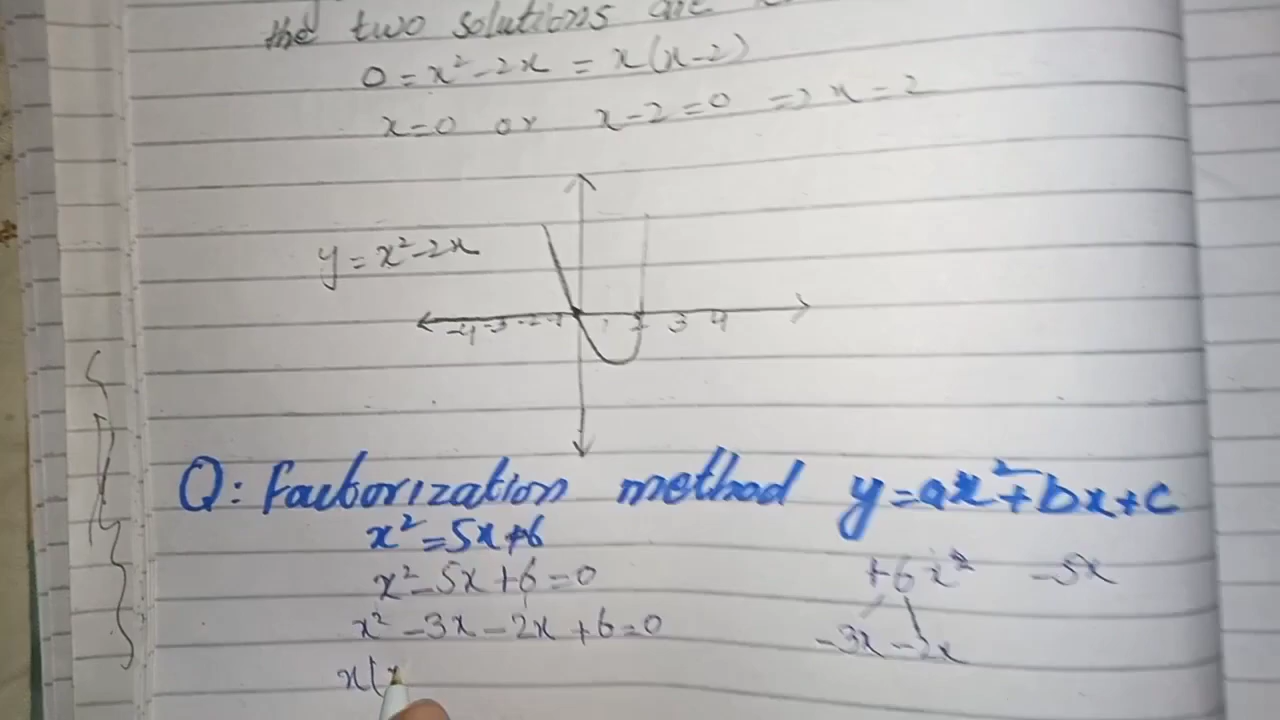 the two solutions are
0 = x² - 2x = x(x-2)
x=0 or x-2=0 => x=2
y = x²-2x
-4 -3 -2 -1 1 2 3 4
Q: Factorization method y=ax²+bx+c
x²=5x+6
x²-5x+6=0
+6x² -5x
x²-3x-2x+6=0
-3x -2x
x(x